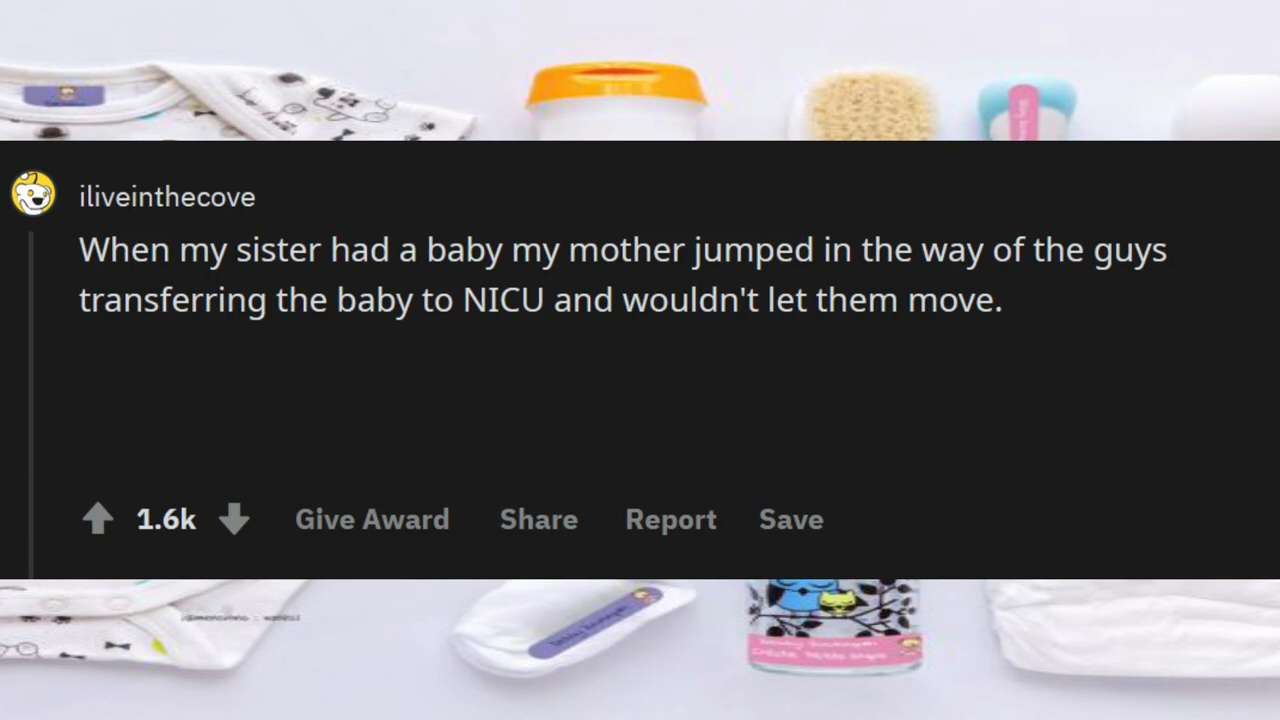 iliveinthecove
When my sister had a baby my mother jumped in the way of the guys
transferring the baby to NICU and wouldn't let them move.
1.6k Give Award Share Report Save